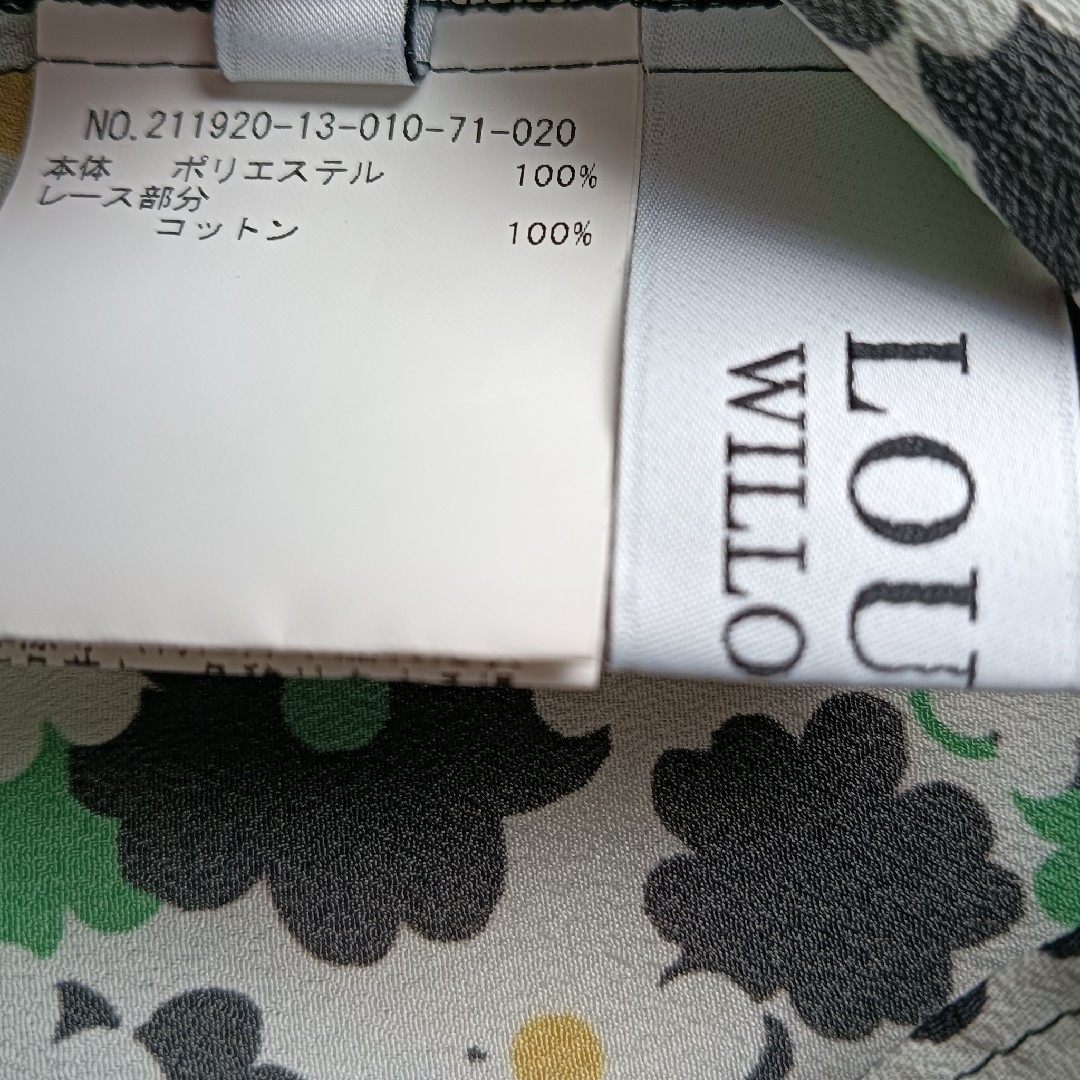 NO.211920-13-010-71-020
本体 ポリエステル 100%
レース部分
コットン 100%
LOU
WILLO